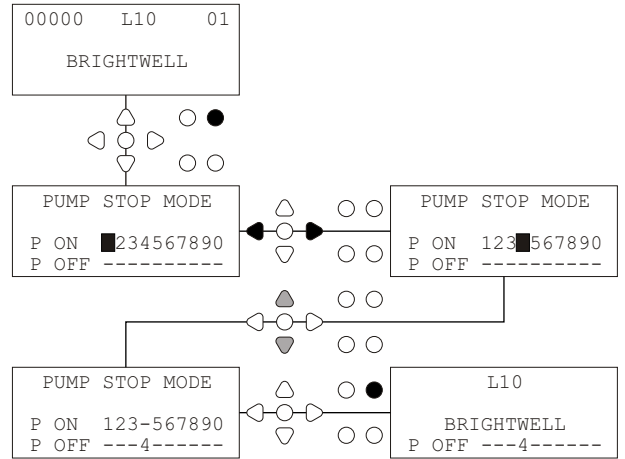 00000 L10 01
BRIGHTWELL
PUMP STOP MODE
P ON █234567890
P OFF ----------
PUMP STOP MODE
P ON 123█567890
P OFF ----------
PUMP STOP MODE
P ON 123-567890
P OFF ---4------
L10
BRIGHTWELL
P OFF ---4------